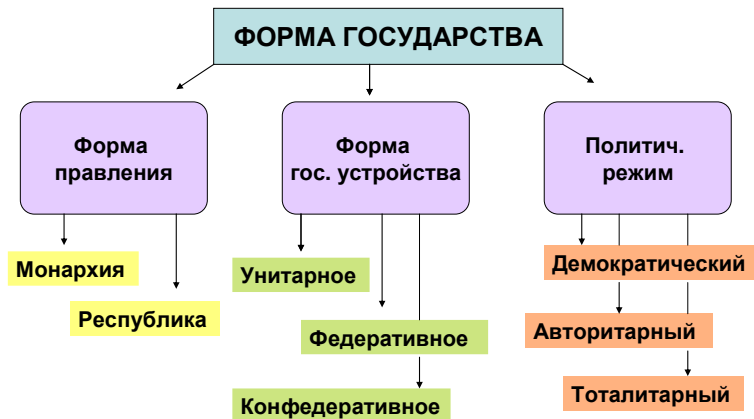 ФОРМА ГОСУДАРСТВА
Форма
правления
Форма
гос. устройства
Политич.
режим
Монархия
Республика
Унитарное
Федеративное
Конфедеративное
Демократический
Авторитарный
Тоталитарный